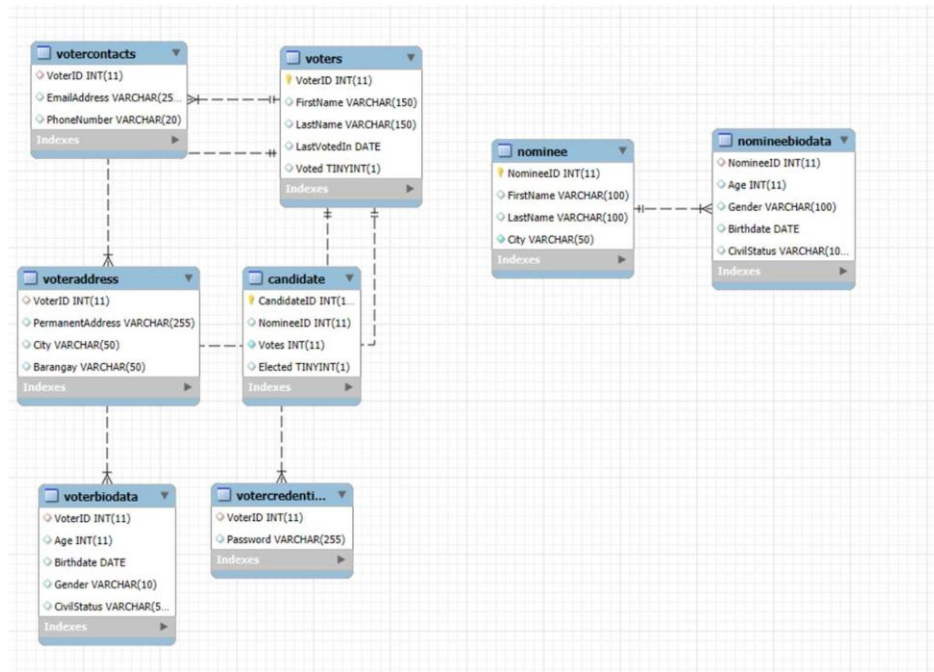 votercontacts
VoterID INT(11)
EmailAddress VARCHAR(25...
PhoneNumber VARCHAR(20)
Indexes
voters
VoterID INT(11)
FirstName VARCHAR(150)
LastName VARCHAR(150)
LastVotedIn DATE
Voted TINYINT(1)
Indexes
nominee
NomineeID INT(11)
FirstName VARCHAR(100)
LastName VARCHAR(100)
City VARCHAR(50)
Indexes
nomineebiodata
NomineeID INT(11)
Age INT(11)
Gender VARCHAR(100)
Birthdate DATE
CivilStatus VARCHAR(10...
Indexes
voteraddress
VoterID INT(11)
PermanentAddress VARCHAR(255)
City VARCHAR(50)
Barangay VARCHAR(50)
Indexes
candidate
CandidateID INT(1...
NomineeID INT(11)
Votes INT(11)
Elected TINYINT(1)
Indexes
voterbiodata
VoterID INT(11)
Age INT(11)
Birthdate DATE
Gender VARCHAR(10)
CivilStatus VARCHAR(5...
Indexes
votercredenti...
VoterID INT(11)
Password VARCHAR(255)
Indexes